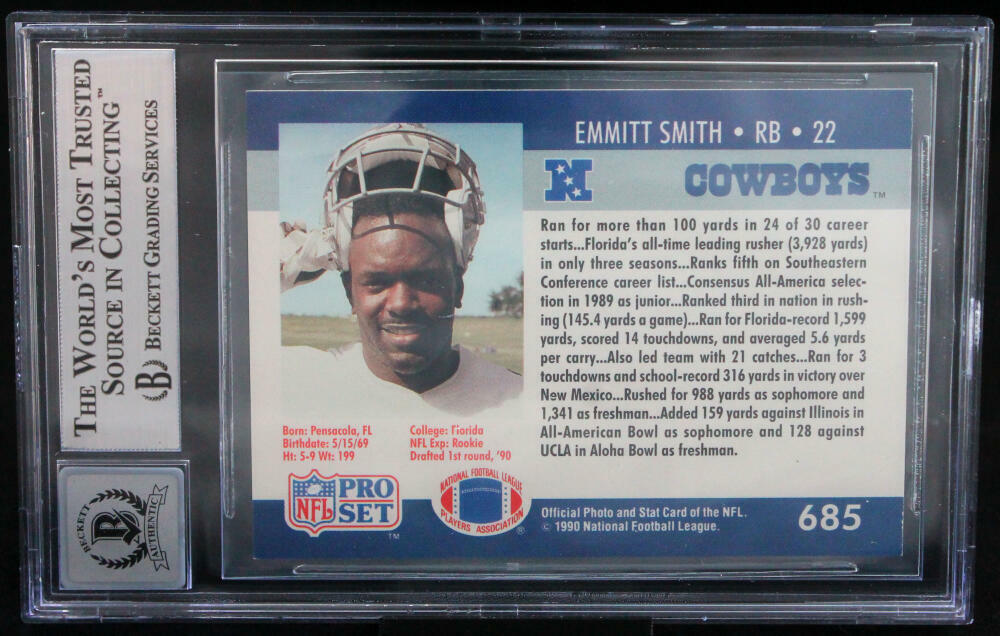 THE WORLD'S MOST TRUSTED
SOURCE IN COLLECTING™
BECKETT GRADING SERVICES
B
BECKETT
B
AUTHENTIC
EMMITT SMITH • RB • 22
N
COWBOYS™
Ran for more than 100 yards in 24 of 30 career
starts...Florida's all-time leading rusher (3,928 yards)
in only three seasons...Ranks fifth on Southeastern
Conference career list...Consensus All-America selec-
tion in 1989 as junior...Ranked third in nation in rush-
ing (145.4 yards a game)...Ran for Florida-record 1,599
yards, scored 14 touchdowns, and averaged 5.6 yards
per carry...Also led team with 21 catches...Ran for 3
touchdowns and school-record 316 yards in victory over
New Mexico...Rushed for 988 yards as sophomore and
1,341 as freshman...Added 159 yards against Illinois in
All-American Bowl as sophomore and 128 against
UCLA in Aloha Bowl as freshman.
Born: Pensacola, FL
Birthdate: 5/15/69
Ht: 5-9 Wt: 199
College: Florida
NFL Exp: Rookie
Drafted 1st round, '90
NFL PRO SET™
NATIONAL FOOTBALL LEAGUE
PLAYERS ASSOCIATION®
Official Photo and Stat Card of the NFL.
© 1990 National Football League.
685